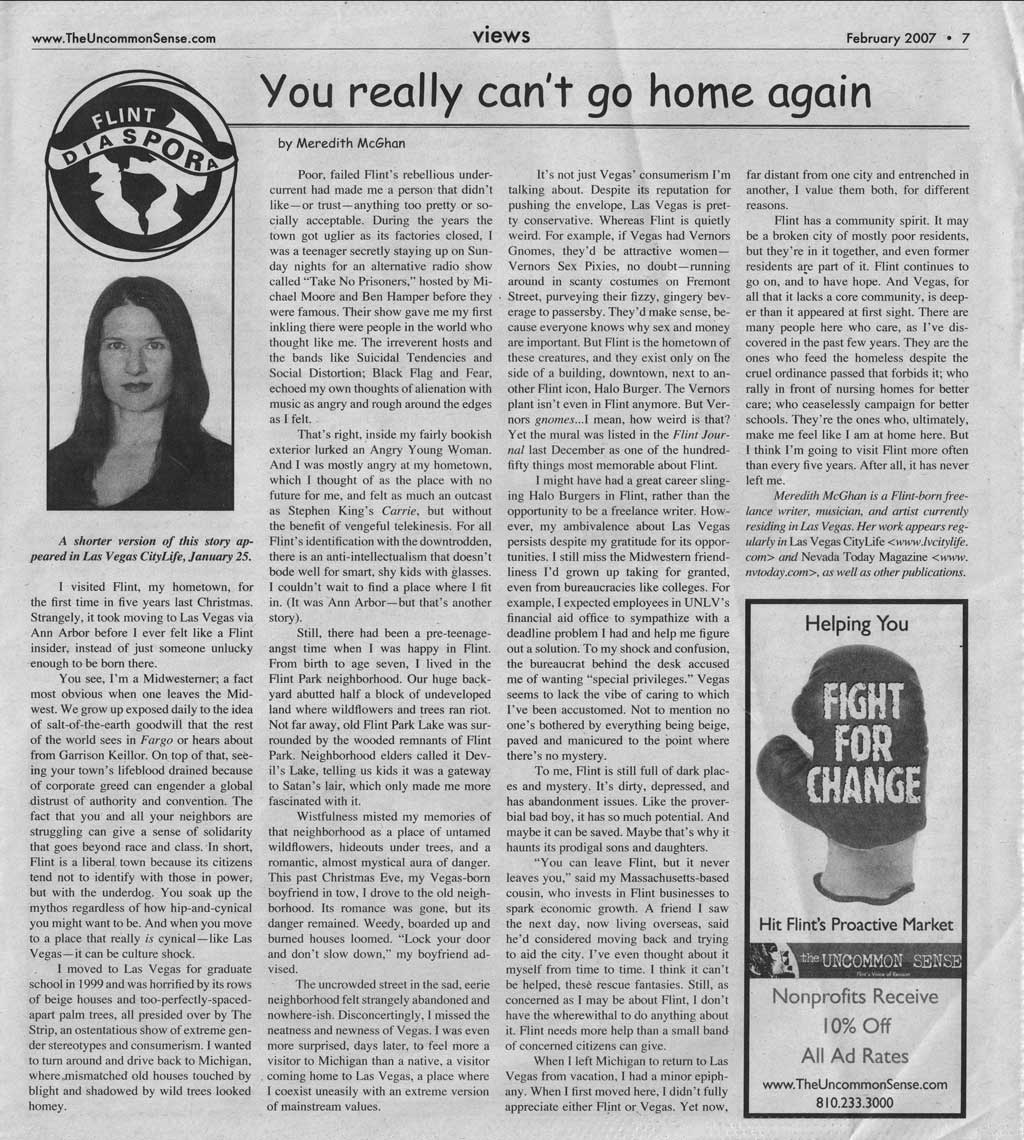 www.TheUncommonSense.com
views
February 2007 • 7
FLINT
DIASPORA
You really can't go home again
by Meredith McGhan
A shorter version of this story ap-
peared in Las Vegas CityLife, January 25.
I visited Flint, my hometown, for
the first time in five years last Christmas.
Strangely, it took moving to Las Vegas via
Ann Arbor before I ever felt like a Flint
insider, instead of just someone unlucky
enough to be born there.
You see, I'm a Midwesterner; a fact
most obvious when one leaves the Mid-
west. We grow up exposed daily to the idea
of salt-of-the-earth goodwill that the rest
of the world sees in Fargo or hears about
from Garrison Keillor. On top of that, see-
ing your town's lifeblood drained because
of corporate greed can engender a global
distrust of authority and convention. The
fact that you and all your neighbors are
struggling can give a sense of solidarity
that goes beyond race and class. In short,
Flint is a liberal town because its citizens
tend not to identify with those in power,
but with the underdog. You soak up the
mythos regardless of how hip-and-cynical
you might want to be. And when you move
to a place that really is cynical—like Las
Vegas—it can be culture shock.
I moved to Las Vegas for graduate
school in 1999 and was horrified by its rows
of beige houses and too-perfectly-spaced-
apart palm trees, all presided over by The
Strip, an ostentatious show of extreme gen-
der stereotypes and consumerism. I wanted
to turn around and drive back to Michigan,
where mismatched old houses touched by
blight and shadowed by wild trees looked
homey.
Poor, failed Flint's rebellious under-
current had made me a person that didn't
like—or trust—anything too pretty or so-
cially acceptable. During the years the
town got uglier as its factories closed, I
was a teenager secretly staying up on Sun-
day nights for an alternative radio show
called "Take No Prisoners," hosted by Mi-
chael Moore and Ben Hamper before they
were famous. Their show gave me my first
inkling there were people in the world who
thought like me. The irreverent hosts and
the bands like Suicidal Tendencies and
Social Distortion; Black Flag and Fear,
echoed my own thoughts of alienation with
music as angry and rough around the edges
as I felt.
That's right, inside my fairly bookish
exterior lurked an Angry Young Woman.
And I was mostly angry at my hometown,
which I thought of as the place with no
future for me, and felt as much an outcast
as Stephen King's Carrie, but without
the benefit of vengeful telekinesis. For all
Flint's identification with the downtrodden,
there is an anti-intellectualism that doesn't
bode well for smart, shy kids with glasses.
I couldn't wait to find a place where I fit
in. (It was Ann Arbor—but that's another
story).
Still, there had been a pre-teenage-
angst time when I was happy in Flint.
From birth to age seven, I lived in the
Flint Park neighborhood. Our huge back-
yard abutted half a block of undeveloped
land where wildflowers and trees ran riot.
Not far away, old Flint Park Lake was sur-
rounded by the wooded remnants of Flint
Park. Neighborhood elders called it Dev-
il's Lake, telling us kids it was a gateway
to Satan's lair, which only made me more
fascinated with it.
Wistfulness misted my memories of
that neighborhood as a place of untamed
wildflowers, hideouts under trees, and a
romantic, almost mystical aura of danger.
This past Christmas Eve, my Vegas-born
boyfriend in tow, I drove to the old neigh-
borhood. Its romance was gone, but its
danger remained. Weedy, boarded up and
burned houses loomed. "Lock your door
and don't slow down," my boyfriend ad-
vised.
The uncrowded street in the sad, eerie
neighborhood felt strangely abandoned and
nowhere-ish. Disconcertingly, I missed the
neatness and newness of Vegas. I was even
more surprised, days later, to feel more a
visitor to Michigan than a native, a visitor
coming home to Las Vegas, a place where
I coexist uneasily with an extreme version
of mainstream values.
It's not just Vegas' consumerism I'm
talking about. Despite its reputation for
pushing the envelope, Las Vegas is pret-
ty conservative. Whereas Flint is quietly
weird. For example, if Vegas had Vernors
Gnomes, they'd be attractive women—
Vernors Sex Pixies, no doubt—running
around in scanty costumes on Fremont
Street, purveying their fizzy, gingery bev-
erage to passersby. They'd make sense, be-
cause everyone knows why sex and money
are important. But Flint is the hometown of
these creatures, and they exist only on the
side of a building, downtown, next to an-
other Flint icon, Halo Burger. The Vernors
plant isn't even in Flint anymore. But Ver-
nors gnomes...I mean, how weird is that?
Yet the mural was listed in the Flint Jour-
nal last December as one of the hundred-
fifty things most memorable about Flint.
I might have had a great career sling-
ing Halo Burgers in Flint, rather than the
opportunity to be a freelance writer. How-
ever, my ambivalence about Las Vegas
persists despite my gratitude for its oppor-
tunities. I still miss the Midwestern friend-
liness I'd grown up taking for granted,
even from bureaucracies like colleges. For
example, I expected employees in UNLV's
financial aid office to sympathize with a
deadline problem I had and help me figure
out a solution. To my shock and confusion,
the bureaucrat behind the desk accused
me of wanting "special privileges." Vegas
seems to lack the vibe of caring to which
I've been accustomed. Not to mention no
one's bothered by everything being beige,
paved and manicured to the point where
there's no mystery.
To me, Flint is still full of dark plac-
es and mystery. It's dirty, depressed, and
has abandonment issues. Like the prover-
bial bad boy, it has so much potential. And
maybe it can be saved. Maybe that's why it
haunts its prodigal sons and daughters.
"You can leave Flint, but it never
leaves you," said my Massachusetts-based
cousin, who invests in Flint businesses to
spark economic growth. A friend I saw
the next day, now living overseas, said
he'd considered moving back and trying
to aid the city. I've even thought about it
myself from time to time. I think it can't
be helped, these rescue fantasies. Still, as
concerned as I may be about Flint, I don't
have the wherewithal to do anything about
it. Flint needs more help than a small band
of concerned citizens can give.
When I left Michigan to return to Las
Vegas from vacation, I had a minor epiph-
any. When I first moved here, I didn't fully
appreciate either Flint or Vegas. Yet now,
far distant from one city and entrenched in
another, I value them both, for different
reasons.
Flint has a community spirit. It may
be a broken city of mostly poor residents,
but they're in it together, and even former
residents are part of it. Flint continues to
go on, and to have hope. And Vegas, for
all that it lacks a core community, is deep-
er than it appeared at first sight. There are
many people here who care, as I've dis-
covered in the past few years. They are the
ones who feed the homeless despite the
cruel ordinance passed that forbids it; who
rally in front of nursing homes for better
care; who ceaselessly campaign for better
schools. They're the ones who, ultimately,
make me feel like I am at home here. But
I think I'm going to visit Flint more often
than every five years. After all, it has never
left me.
Meredith McGhan is a Flint-born free-
lance writer, musician, and artist currently
residing in Las Vegas. Her work appears reg-
ularly in Las Vegas CityLife <www.lvcitylife.
com> and Nevada Today Magazine <www.
nvtoday.com>, as well as other publications.
Helping You
FIGHT
FOR
CHANGE
Hit Flint's Proactive Market
the UNCOMMON SENSE
Flint's Voice of Reason
Nonprofits Receive
10% Off
All Ad Rates
www.TheUncommonSense.com
810.233.3000